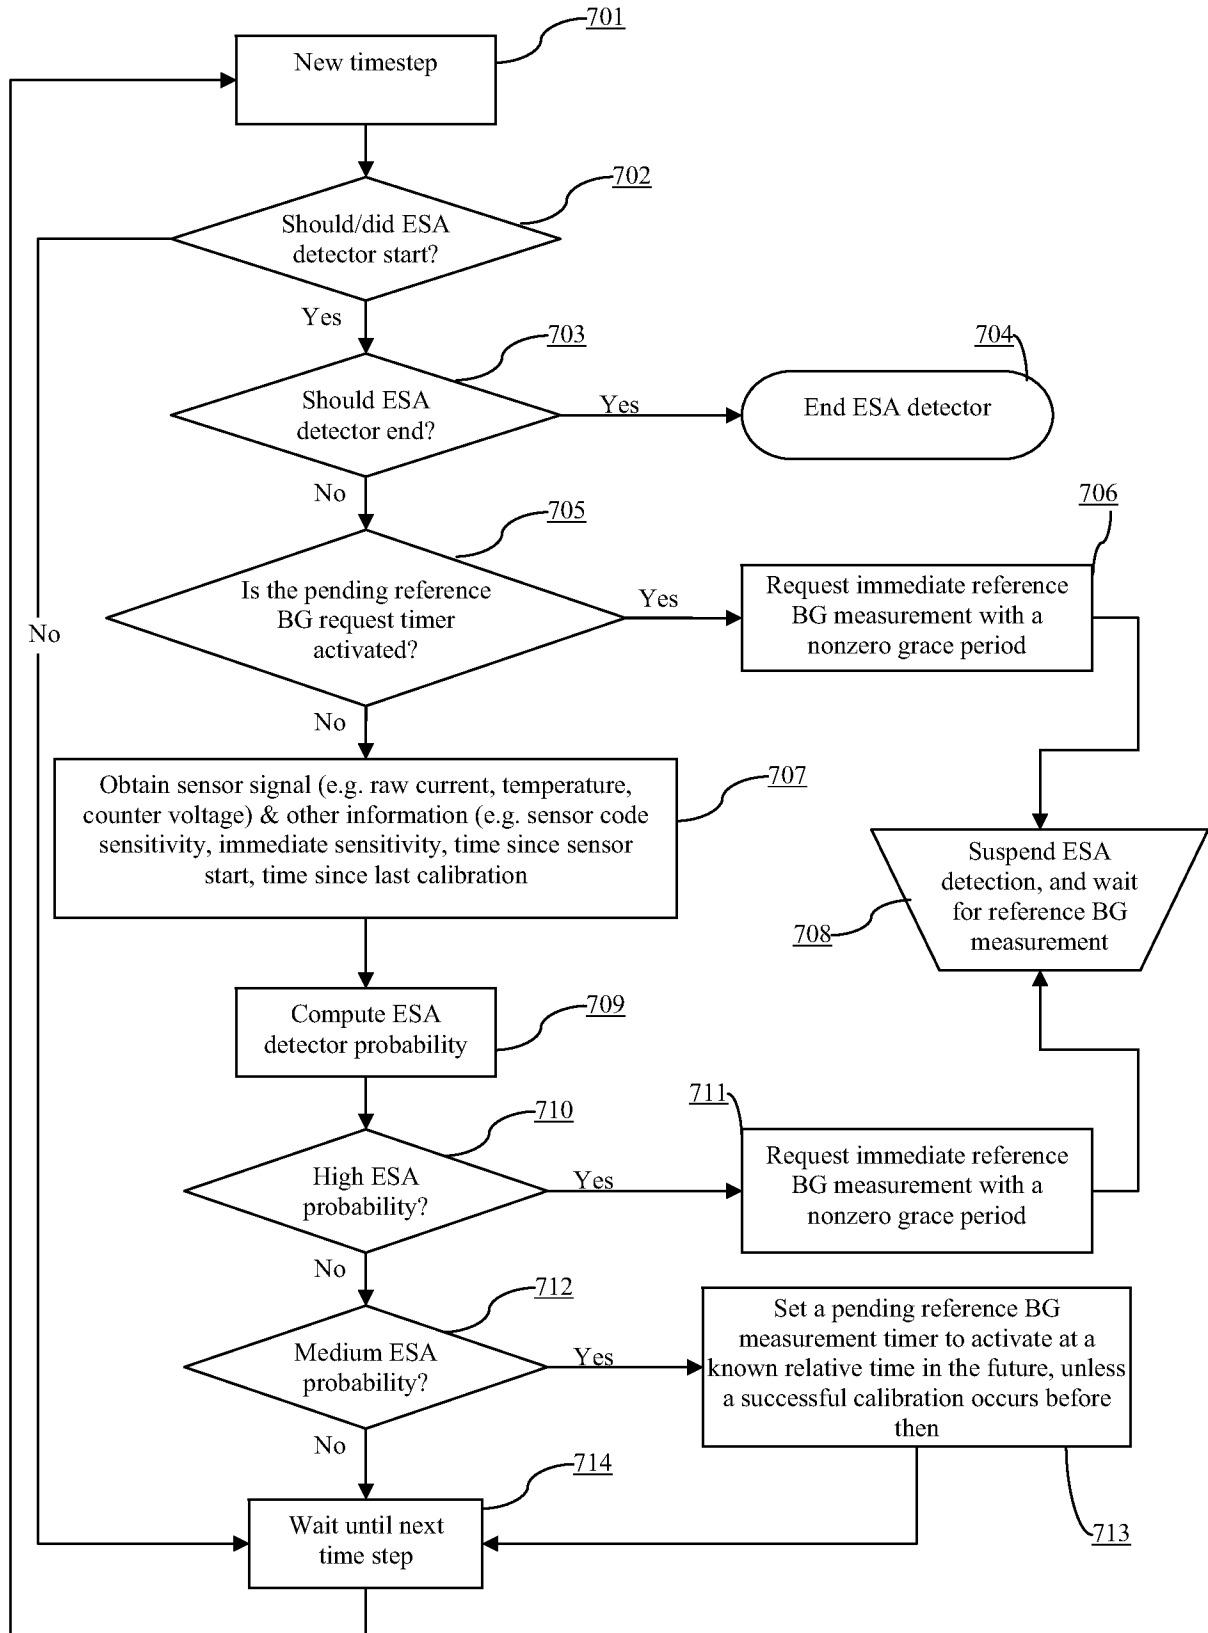 701
New timestep
702
Should/did ESA
detector start?
Yes
703
704
Should ESA
detector end?
Yes
End ESA detector
No
705
706
Is the pending reference
BG request timer
activated?
Yes
Request immediate reference
BG measurement with a
nonzero grace period
No
No
707
Obtain sensor signal (e.g. raw current, temperature,
counter voltage) & other information (e.g. sensor code
sensitivity, immediate sensitivity, time since sensor
start, time since last calibration
Suspend ESA
detection, and wait
for reference BG
measurement
708
709
Compute ESA
detector probability
710
711
High ESA
probability?
Yes
Request immediate reference
BG measurement with a
nonzero grace period
No
712
Medium ESA
probability?
Yes
Set a pending reference BG
measurement timer to activate at a
known relative time in the future, unless
a successful calibration occurs before
then
No
714
Wait until next
time step
713